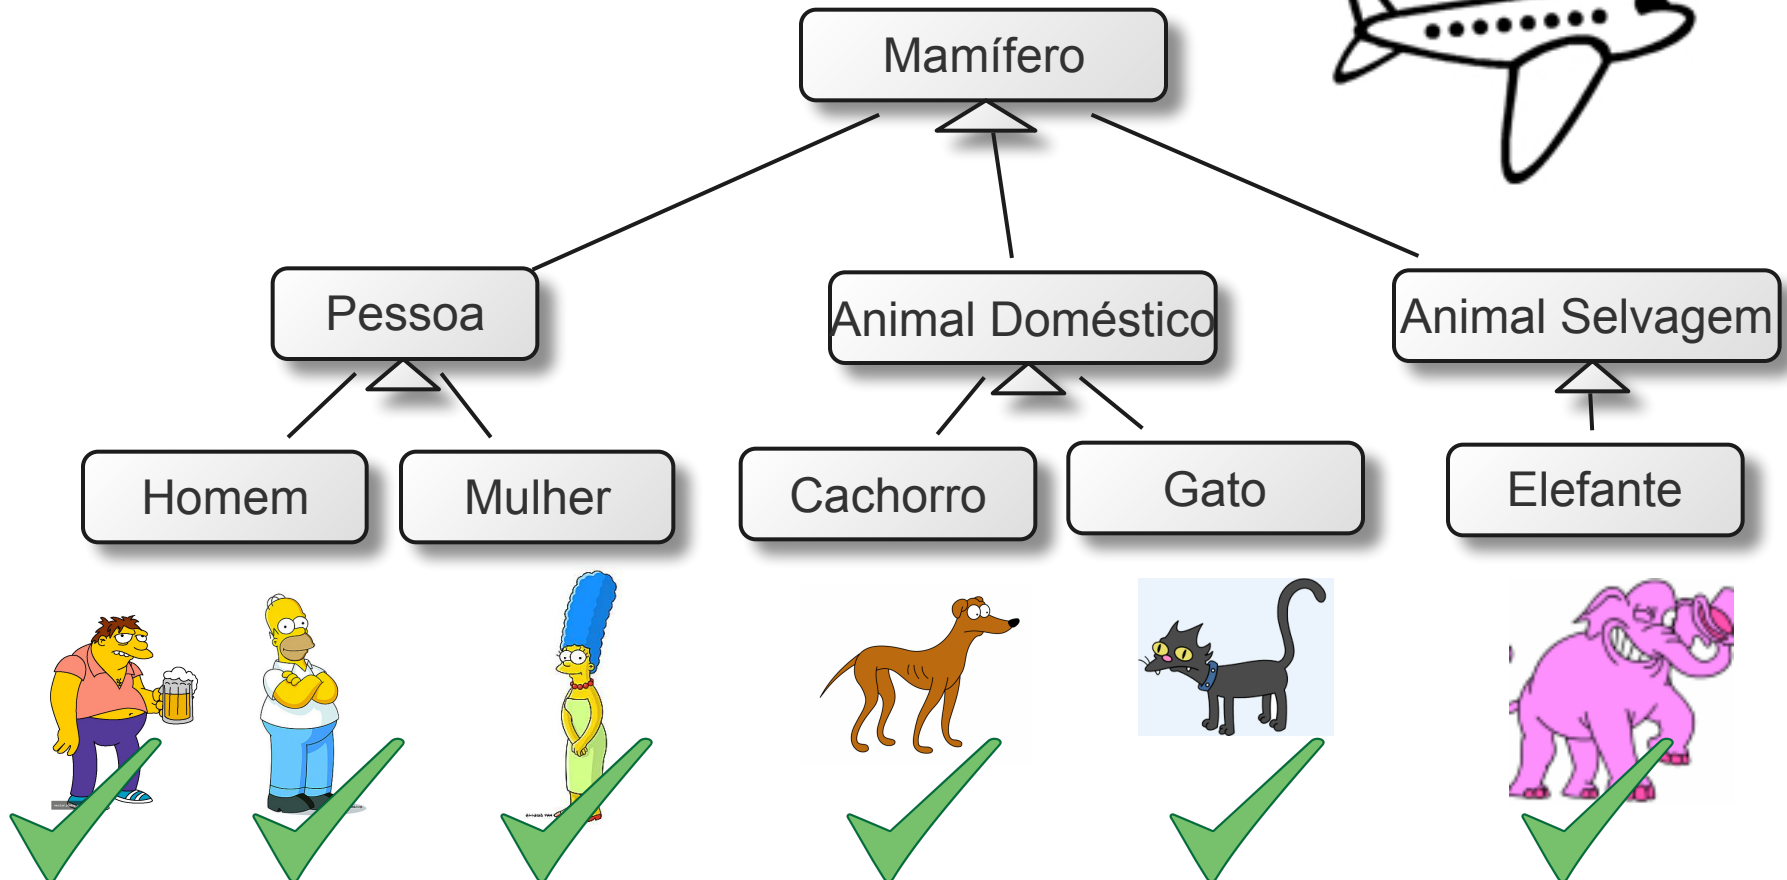 Mamífero
Pessoa
Animal Doméstico
Animal Selvagem
Homem
Mulher
Cachorro
Gato
Elefante